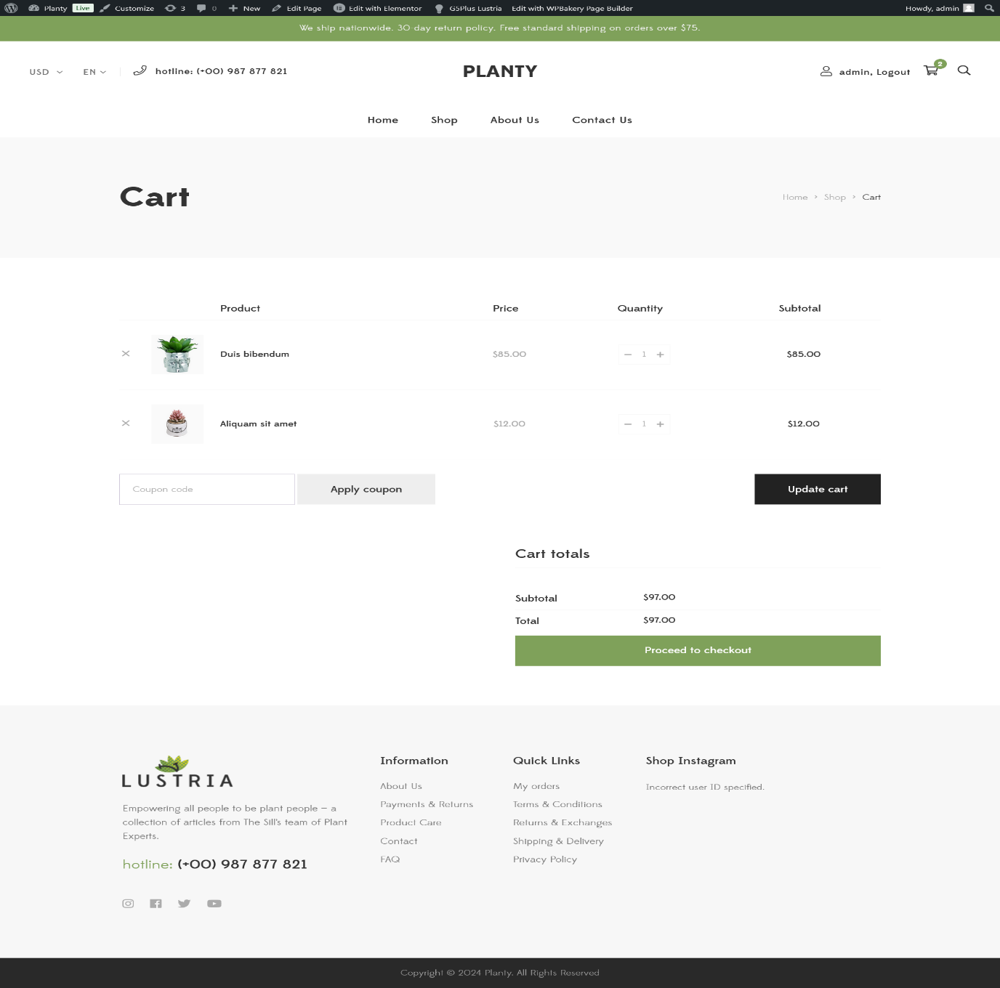 Planty Live Customize 3 0 New Edit Page Edit with Elementor G5Plus Lustria Edit with WPBakery Page Builder Howdy, admin
We ship nationwide. 30-day return policy. Free standard shipping on orders over $75.
USD EN hotline: (+00) 987 877 821 PLANTY admin, Logout 2
Home Shop About Us Contact Us
Cart Home > Shop > Cart
Product Price Quantity Subtotal
Duis bibendum $85.00 1 $85.00
Aliquam sit amet $12.00 1 $12.00
Coupon code Apply coupon Update cart
Cart totals
Subtotal $97.00
Total $97.00
Proceed to checkout
LUSTRIA
Empowering all people to be plant people – a
collection of articles from The Sill's team of Plant
Experts.
hotline: (+00) 987 877 821
Information
About Us
Payments & Returns
Product Care
Contact
FAQ
Quick Links
My orders
Terms & Conditions
Returns & Exchanges
Shipping & Delivery
Privacy Policy
Shop Instagram
Incorrect user ID specified.
Copyright © 2024 Planty. All Rights Reserved